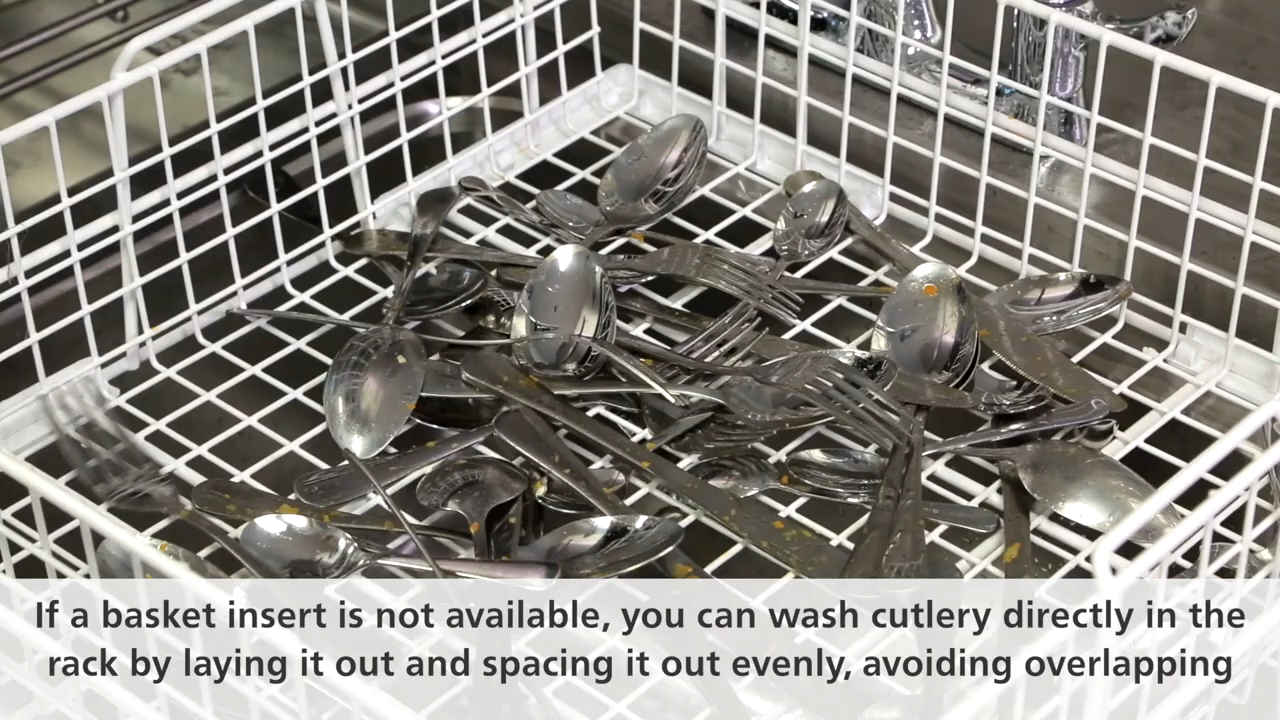 If a basket insert is not available, you can wash cutlery directly in the
rack by laying it out and spacing it out evenly, avoiding overlapping